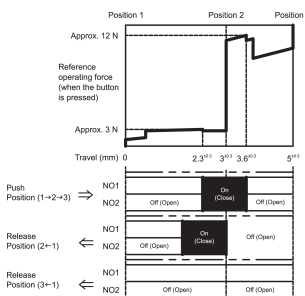 Position 1
Position 2
Position
Approx. 12 N
Reference
operating force
(when the button
is pressed)
Approx. 3 N
Travel (mm) 0 2.3±0.5 3±0.3 3.6±0.3 5±0.3
Push
Position (1→2→3)
NO1
NO2
On
(Close)
Off (Open)
Off (Open)
Release
Position (2←1)
NO1
NO2
On
(Close)
Off (Open)
Off (Open)
Release
Position (3←1)
NO1
NO2
Off (Open)
Off (Open)